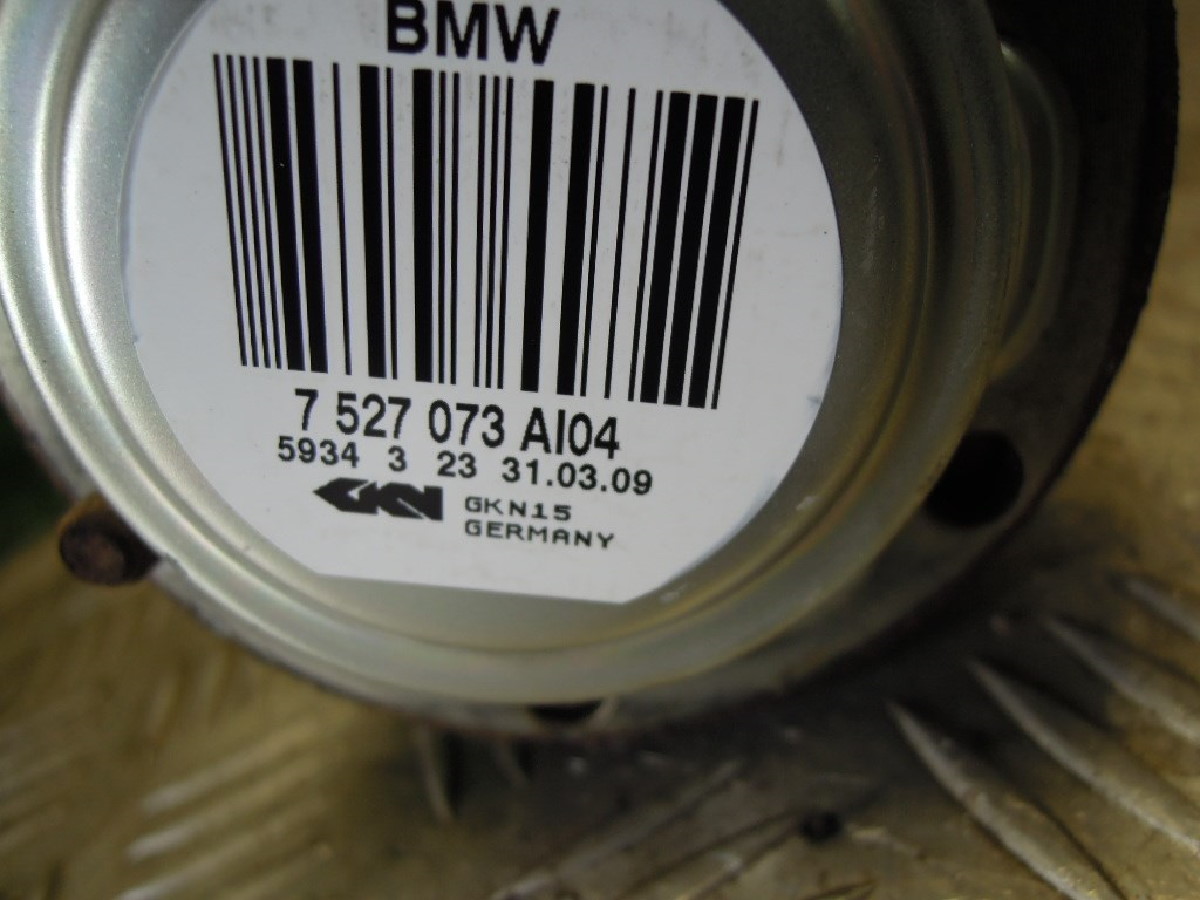 BMW
7 527 073 AI04
5934 3 23 31.03.09
GKN GKN15
GERMANY